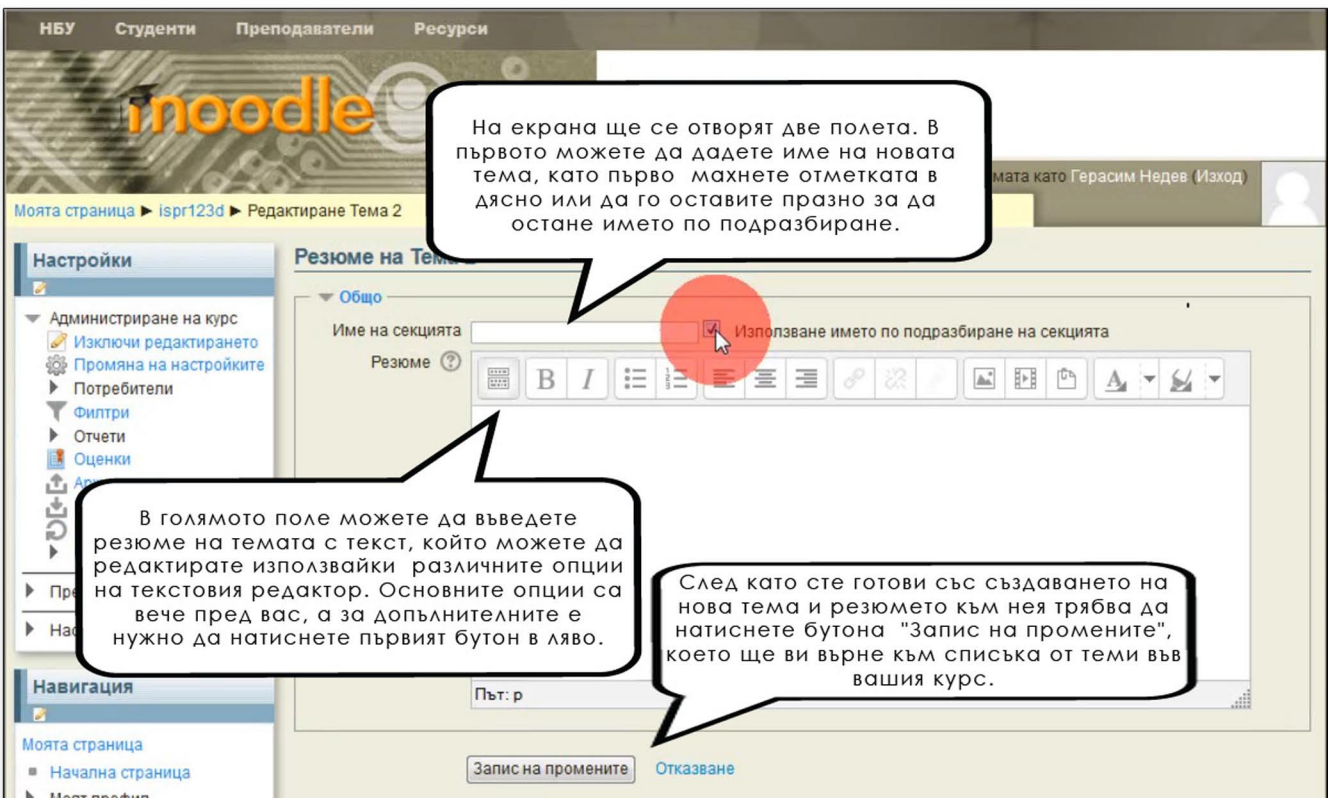 НБУ Студенти Преподаватели Ресурси
moodle
На екрана ще се отворят две полета. В
първото можете да дадете име на новата
тема, като първо махнете отметката в
дясно или да го оставите празно за да
остане името по подразбиране.
мата като Герасим Недев (Изход)
Моята страница ► ispr123d ► Редактиране Тема 2
Настройки
Администриране на курс
Изключи редактирането
Промяна на настройките
Потребители
Филтри
Отчети
Оценки
Резюме на
Общо
Име на секцията
Използване името по подразбиране на секцията
Резюме
B I
Път: p
В голямото поле можете да въведете
резюме на темата с текст, който можете да
редактирате използвайки различните опции
на текстовия редактор. Основните опции са
вече пред вас, а за допълнителните е
нужно да натиснете първият бутон в ляво.
След като сте готови със създаването на
нова тема и резюмето към нея трябва да
натиснете бутона "Запис на промените",
което ще ви върне към списъка от теми във
вашия курс.
Навигация
Моята страница
Начална страница
Моят профил
Запис на промените Отказване